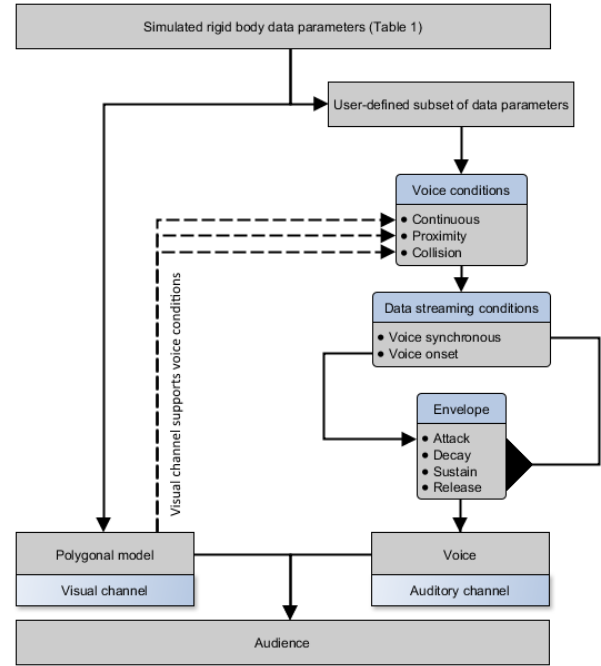 Simulated rigid body data parameters (Table 1)
User-defined subset of data parameters
Voice conditions
• Continuous
• Proximity
• Collision
Visual channel supports voice conditions
Data streaming conditions
• Voice synchronous
• Voice onset
Envelope
• Attack
• Decay
• Sustain
• Release
Polygonal model
Visual channel
Voice
Auditory channel
Audience